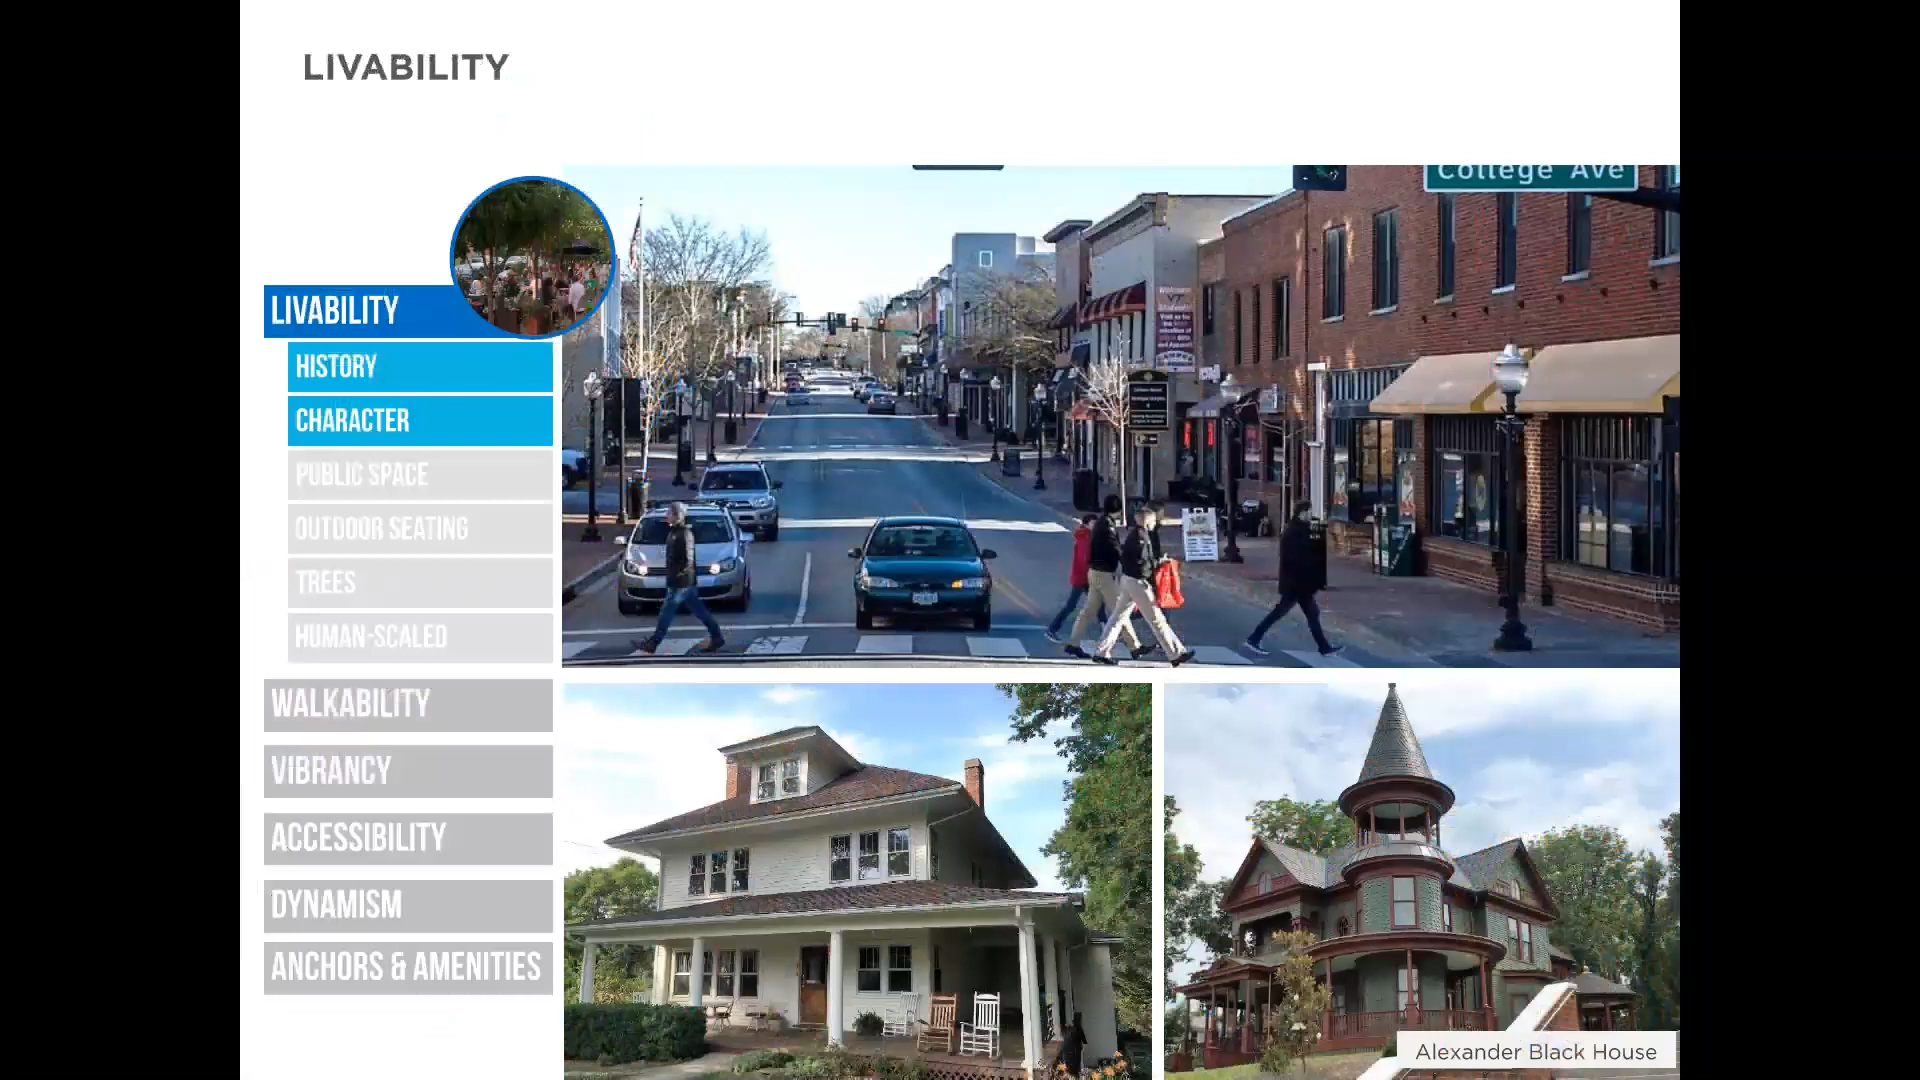 LIVABILITY
College Ave
LIVABILITY
HISTORY
CHARACTER
PUBLIC SPACE
OUTDOOR SEATING
TREES
HUMAN-SCALED
WALKABILITY
VIBRANCY
ACCESSIBILITY
DYNAMISM
ANCHORS & AMENITIES
Alexander Black House